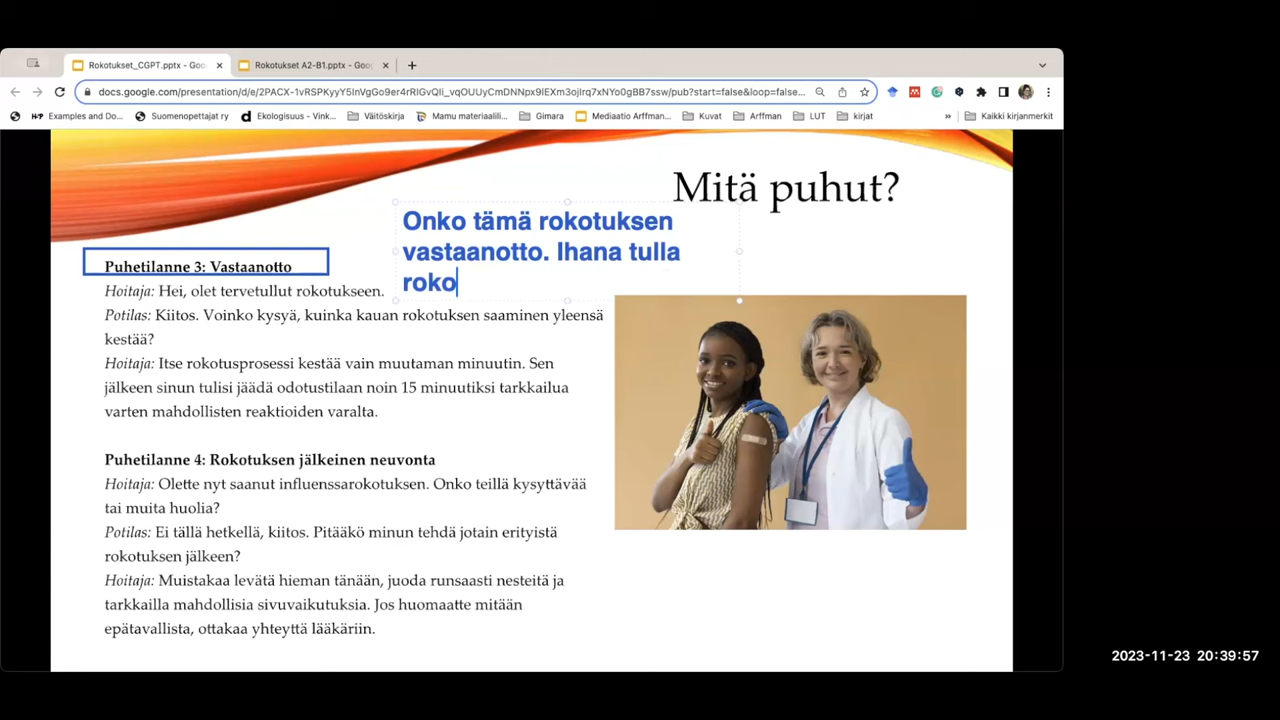 Rokotukset_CGPT.pptx - Goo
Rokotukset A2-B1.pptx - Goog
docs.google.com/presentation/d/e/2PACX-1vRSPKyyY5InVgGo9er4rRIGvQIi_vqOUUyCmDNNpx9IEXm3ojIrq7xNYo0gBB7ssw/pub?start=false&loop=false...
Examples and Do...
Suomenopettajat ry
Ekologisuus - Vink...
Väitöskirja
Mamu materiaalili...
Gimara
Mediaatio Arffman...
Kuvat
Arffman
LUT
kirjat
»
Kaikki kirjanmerkit
Mitä puhut?
Onko tämä rokotuksen
vastaanotto. Ihana tulla
roko
Puhetilanne 3: Vastaanotto
Hoitaja: Hei, olet tervetullut rokotukseen.
Potilas: Kiitos. Voinko kysyä, kuinka kauan rokotuksen saaminen yleensä
kestää?
Hoitaja: Itse rokotusprosessi kestää vain muutaman minuutin. Sen
jälkeen sinun tulisi jäädä odotustilaan noin 15 minuutiksi tarkkailua
varten mahdollisten reaktioiden varalta.
Puhetilanne 4: Rokotuksen jälkeinen neuvonta
Hoitaja: Olette nyt saanut influenssarokotuksen. Onko teillä kysyttävää
tai muita huolia?
Potilas: Ei tällä hetkellä, kiitos. Pitääkö minun tehdä jotain erityistä
rokotuksen jälkeen?
Hoitaja: Muistakaa levätä hieman tänään, juoda runsaasti nesteitä ja
tarkkailla mahdollisia sivuvaikutuksia. Jos huomaatte mitään
epätavallista, ottakaa yhteyttä lääkäriin.
2023-11-23 20:39:57